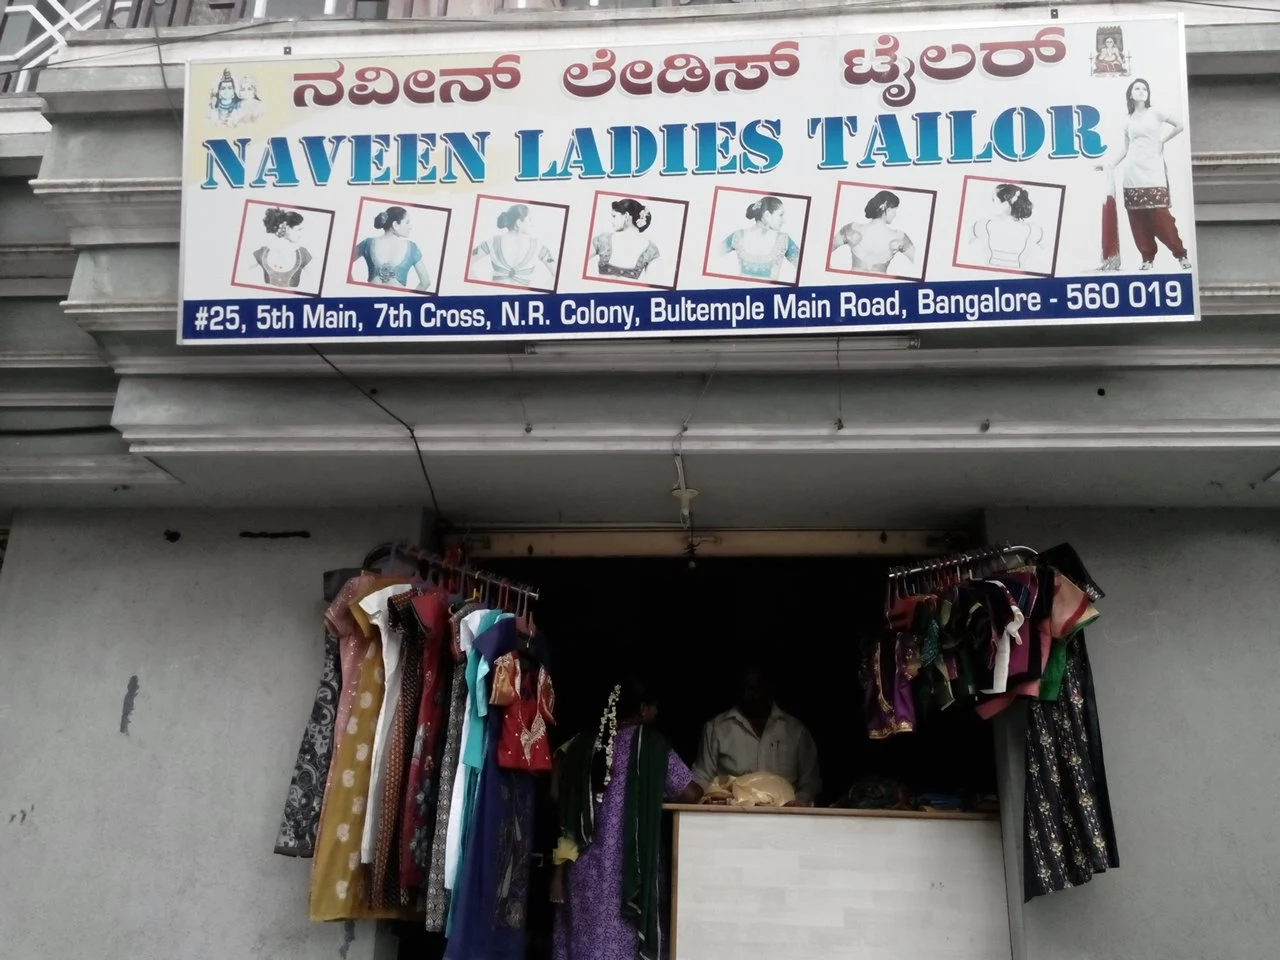 ನವೀನ್ ಲೇಡಿಸ್ ಟೈಲರ್
NAVEEN LADIES TAILOR
#25, 5th Main, 7th Cross, N.R. Colony, Bultemple Main Road, Bangalore - 560 019